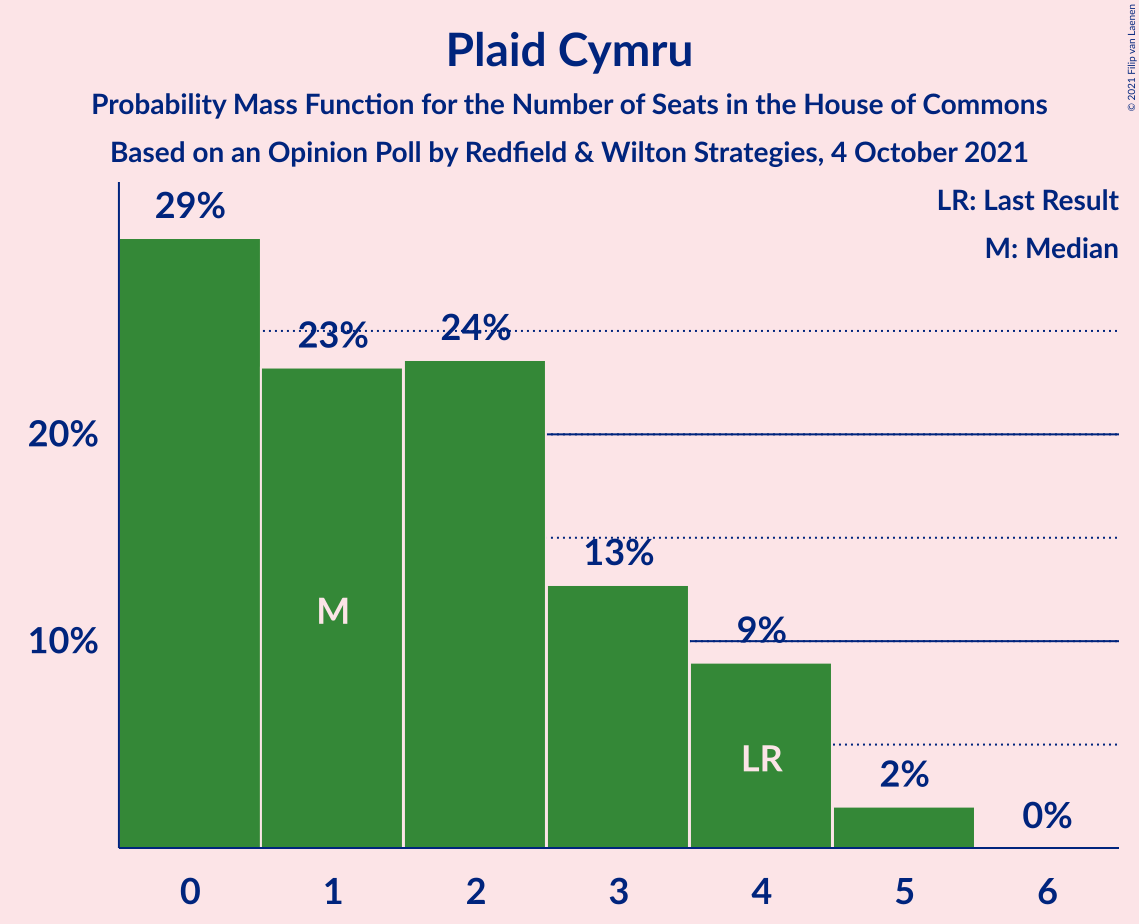 Plaid Cymru
Probability Mass Function for the Number of Seats in the House of Commons
Based on an Opinion Poll by Redfield & Wilton Strategies, 4 October 2021
© 2021 Filip van Laenen
LR: Last Result
M: Median
29%
23%
24%
20%
13%
M
10%
9%
LR
2%
0%
0
1
2
3
4
5
6